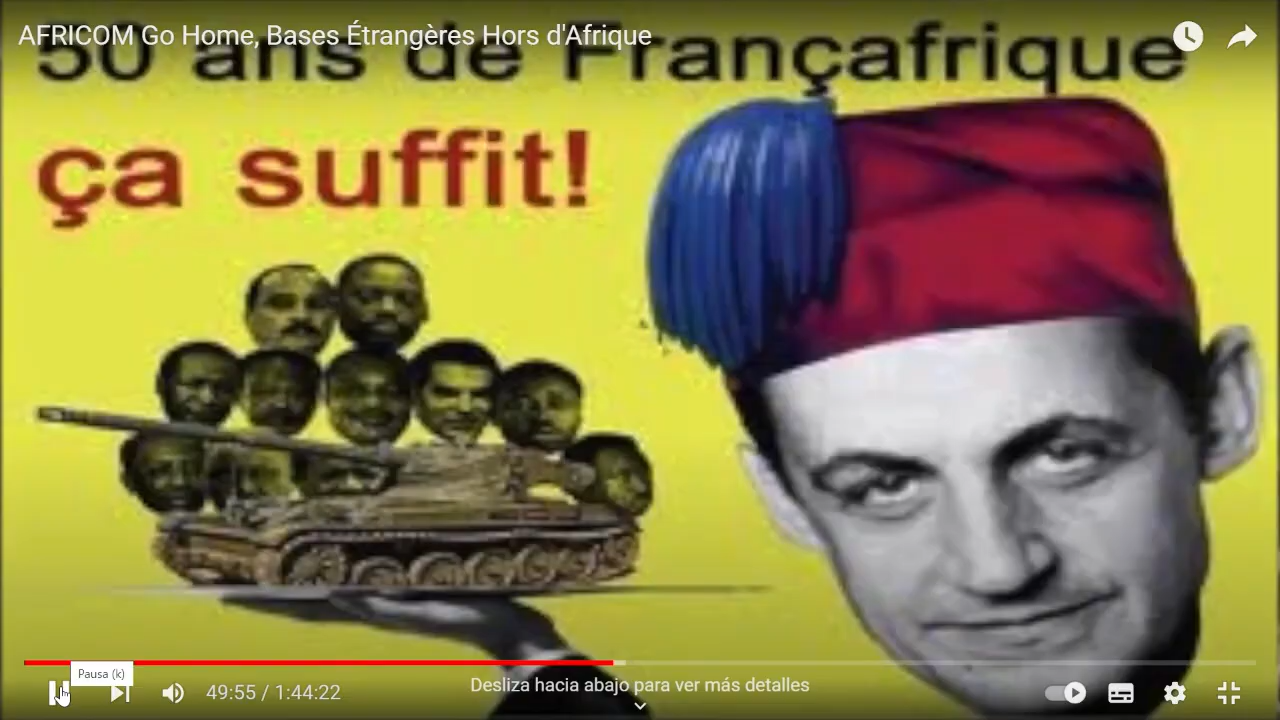 AFRICOM Go Home, Bases Étrangères Hors d'Afrique
50 ans de Françafrique
ça suffit!
Pausa (k)
49:55 / 1:44:22
Desliza hacia abajo para ver más detalles